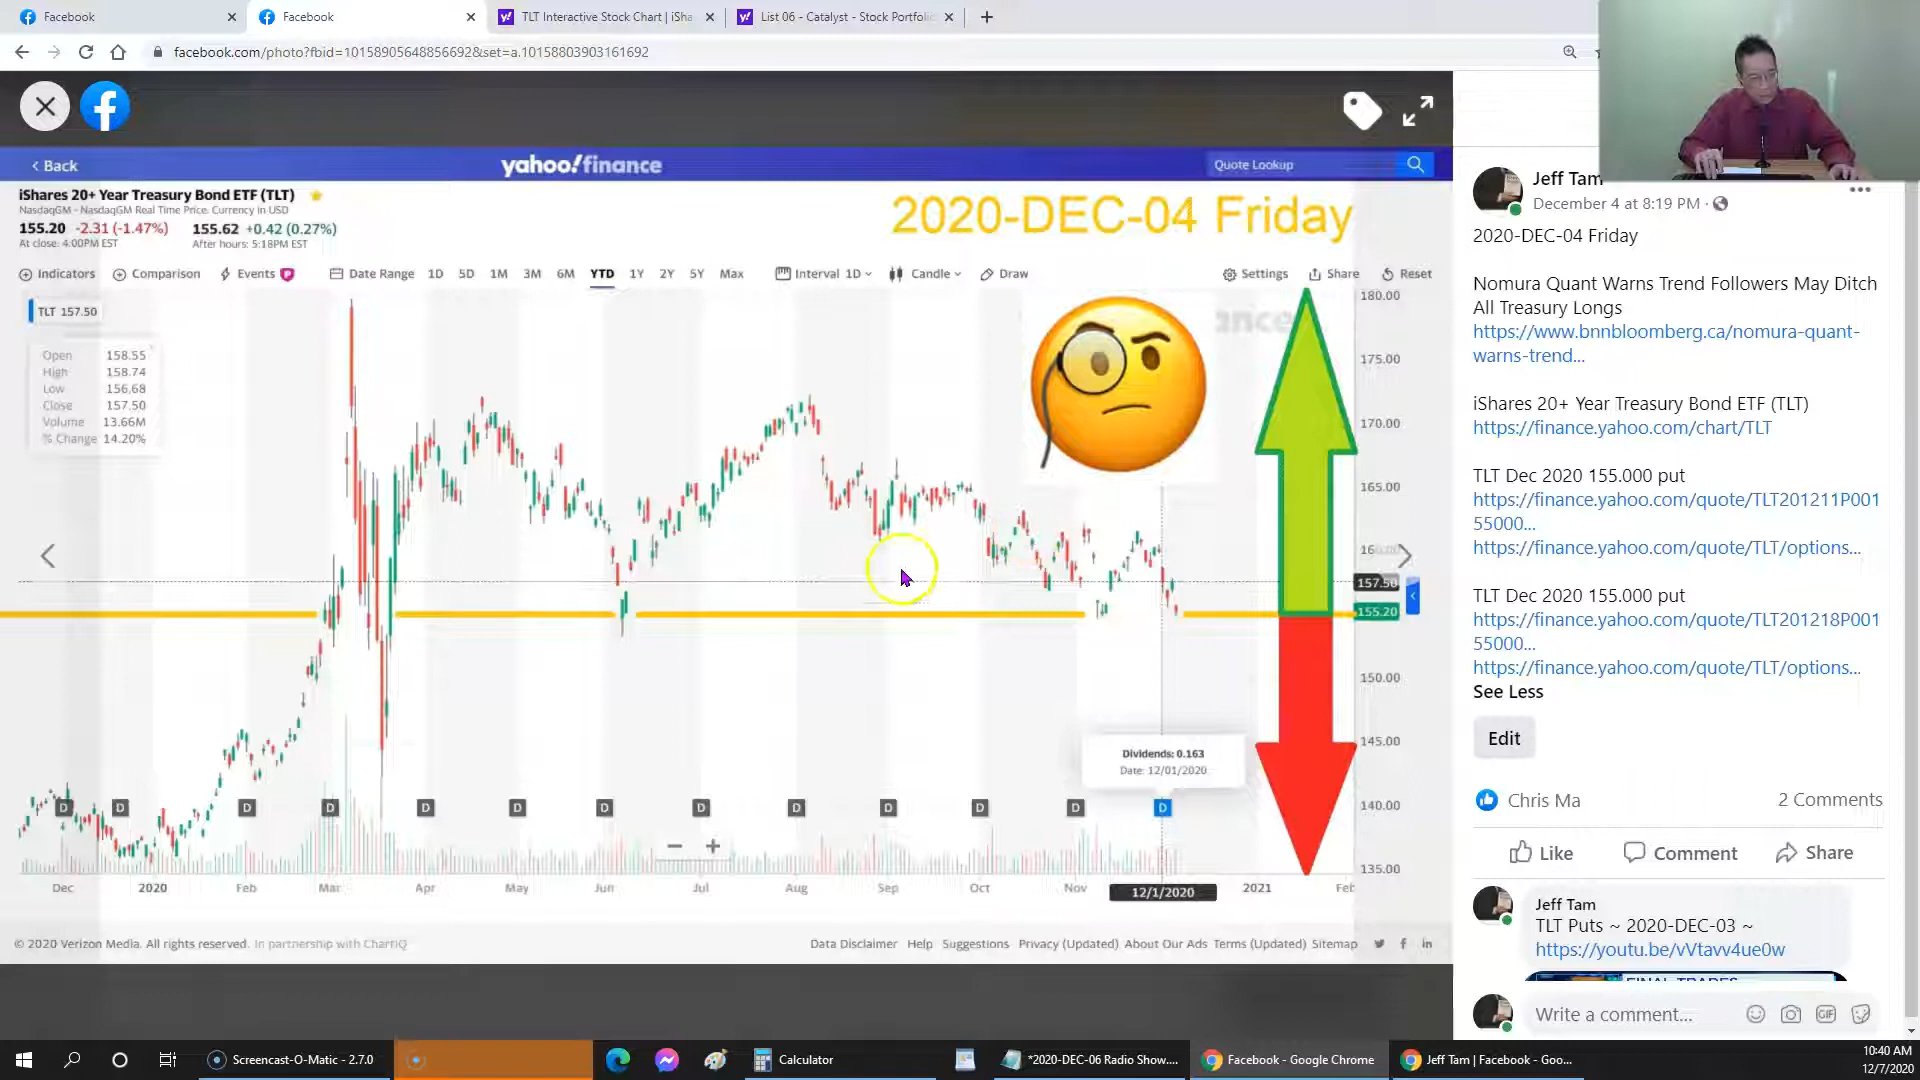 Facebook
Facebook
TLT Interactive Stock Chart | iSha
List 06 - Catalyst - Stock Portfoli
facebook.com/photo?fbid=10158905648856692&set=a.10158803903161692
Back
yahoo!finance
Quote Lookup
iShares 20+ Year Treasury Bond ETF (TLT)
NasdaqGM - NasdaqGM Real Time Price. Currency in USD
155.20 -2.31 (-1.47%) 155.62 +0.42 (0.27%)
At close: 4:00PM EST After hours: 5:18PM EST
2020-DEC-04 Friday
Indicators Comparison Events Date Range 1D 5D 1M 3M 6M YTD 1Y 2Y 5Y Max Interval 1D Candle Draw Settings Share Reset
TLT 157.50
Open 158.55
High 158.74
Low 156.68
Close 157.50
Volume 13.66M
% Change 14.20%
180.00
175.00
170.00
165.00
157.50
155.20
150.00
145.00
140.00
135.00
Dividends: 0.163
Date: 12/01/2020
D D D D D D D D D D D D D
Dec 2020 Feb Mar Apr May Jun Jul Aug Sep Oct Nov 12/1/2020 2021 Feb
© 2020 Verizon Media. All rights reserved. In partnership with ChartIQ
Data Disclaimer Help Suggestions Privacy (Updated) About Our Ads Terms (Updated) Sitemap
Jeff Tam
December 4 at 8:19 PM ·
2020-DEC-04 Friday
Nomura Quant Warns Trend Followers May Ditch
All Treasury Longs
https://www.bnnbloomberg.ca/nomura-quant-
warns-trend...
iShares 20+ Year Treasury Bond ETF (TLT)
https://finance.yahoo.com/chart/TLT
TLT Dec 2020 155.000 put
https://finance.yahoo.com/quote/TLT201211P001
55000...
https://finance.yahoo.com/quote/TLT/options...
TLT Dec 2020 155.000 put
https://finance.yahoo.com/quote/TLT201218P001
55000...
https://finance.yahoo.com/quote/TLT/options...
See Less
Edit
Chris Ma
2 Comments
Like
Comment
Share
Jeff Tam
TLT Puts ~ 2020-DEC-03 ~
https://youtu.be/vVtavv4ue0w
Write a comment...
GIF
Screencast-O-Matic - 2.7.0
Calculator
*2020-DEC-06 Radio Show....
Facebook - Google Chrome
Jeff Tam | Facebook - Goo...
10:40 AM
12/7/2020